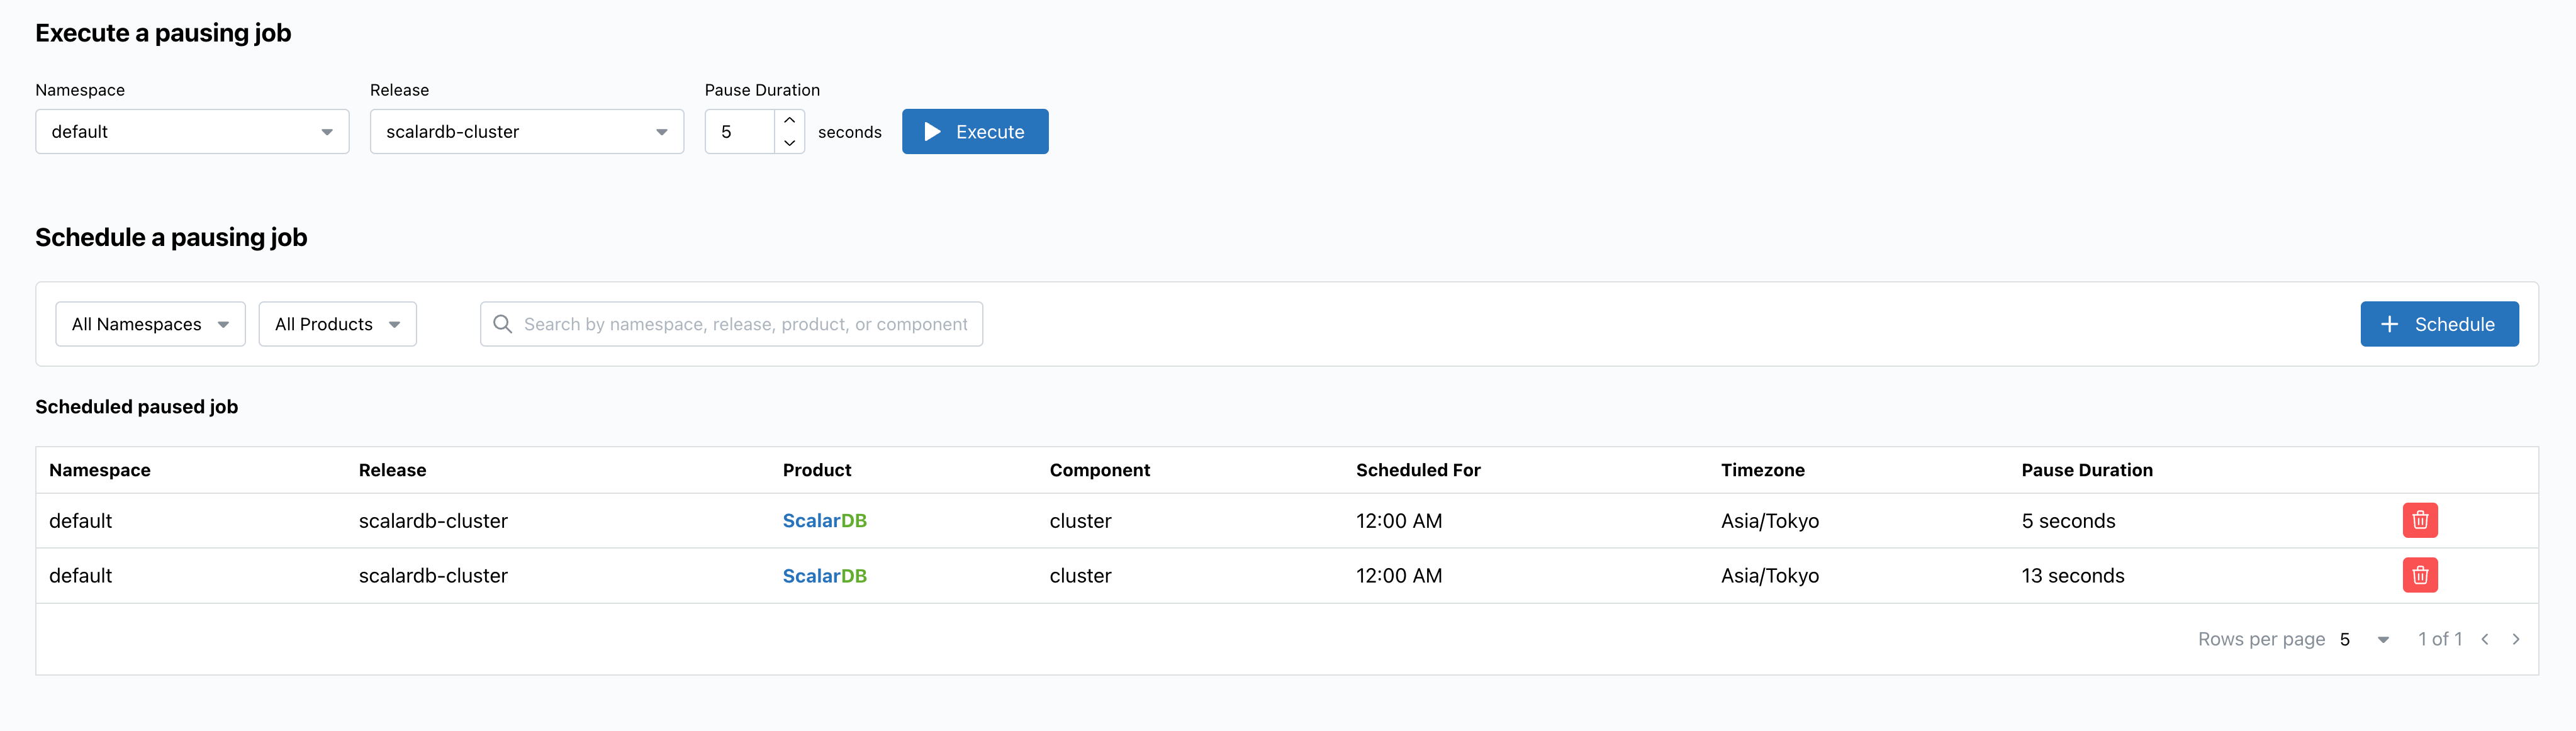 Execute a pausing job
Namespace Release Pause Duration
default scalardb-cluster 5 seconds Execute
Schedule a pausing job
All Namespaces All Products Search by namespace, release, product, or component Schedule
Scheduled paused job
Namespace Release Product Component Scheduled For Timezone Pause Duration
default scalardb-cluster ScalarDB cluster 12:00 AM Asia/Tokyo 5 seconds
default scalardb-cluster ScalarDB cluster 12:00 AM Asia/Tokyo 13 seconds
Rows per page 5 1 of 1